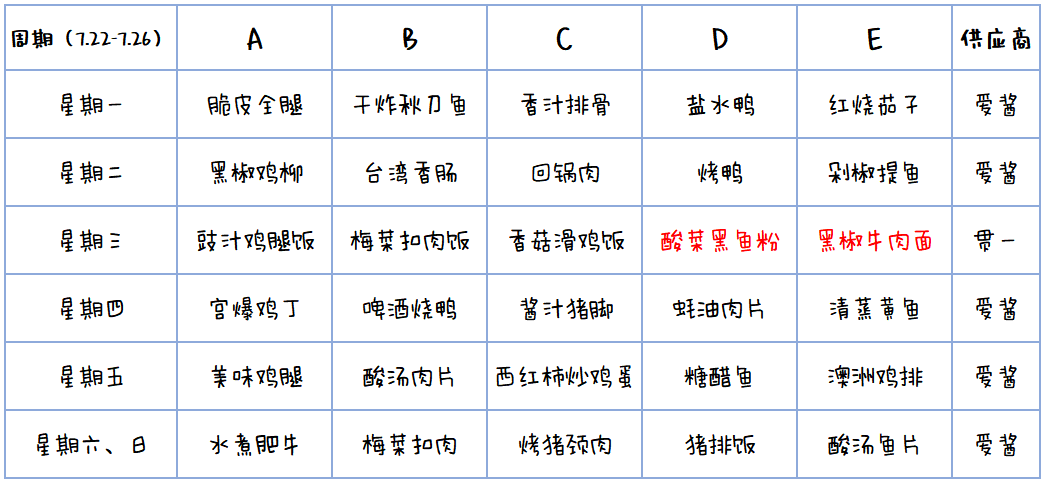 周期（7.22-7.26） A B C D E 供应商
星期一 脆皮全腿 干炸秋刀鱼 香汁排骨 盐水鸭 红烧茄子 爱酱
星期二 黑椒鸡柳 台湾香肠 回锅肉 烤鸭 剁椒提鱼 爱酱
星期三 豉汁鸡腿饭 梅菜扣肉饭 香菇滑鸡饭 酸菜黑鱼粉 黑椒牛肉面 贯一
星期四 宫爆鸡丁 啤酒烧鸭 酱汁猪脚 蚝油肉片 清蒸黄鱼 爱酱
星期五 美味鸡腿 酸汤肉片 西红柿炒鸡蛋 糖醋鱼 澳洲鸡排 爱酱
星期六、日 水煮肥牛 梅菜扣肉 烤猪颈肉 猪排饭 酸汤鱼片 爱酱